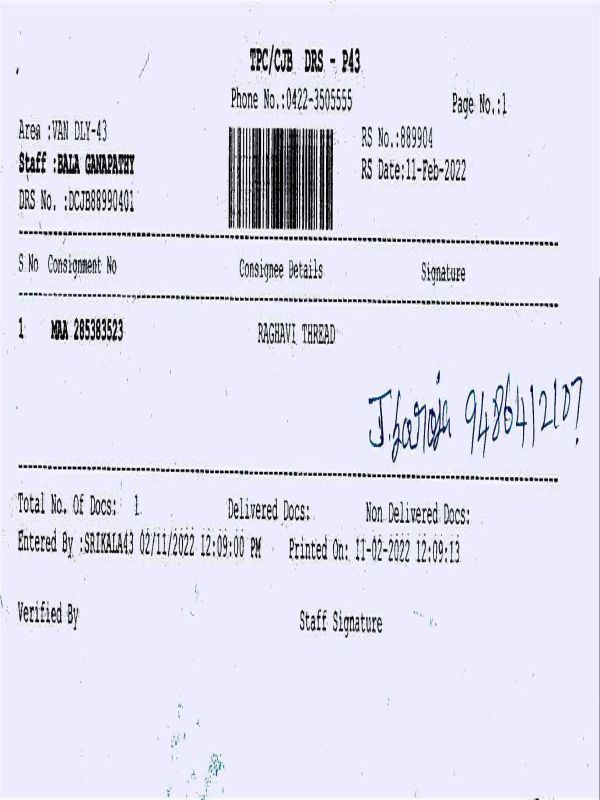 TPC/CJB DRS - P43
Phone No.:0422-3505555
Page No.:1
Area :VAN DLY-43
RS No.:889904
Staff :BALA GANAPATHY
RS Date:11-Feb-2022
DRS No. :DCJB88990401
S No Consignment No Consignee Details Signature
1 MAA 285383523 RAGHAVI THREAD
9486412107
Total No. Of Docs: 1 Delivered Docs: Non Delivered Docs:
Entered By :SRIKALA43 02/11/2022 12:09:00 PM Printed On: 11-02-2022 12:09:13
Verified By Staff Signature